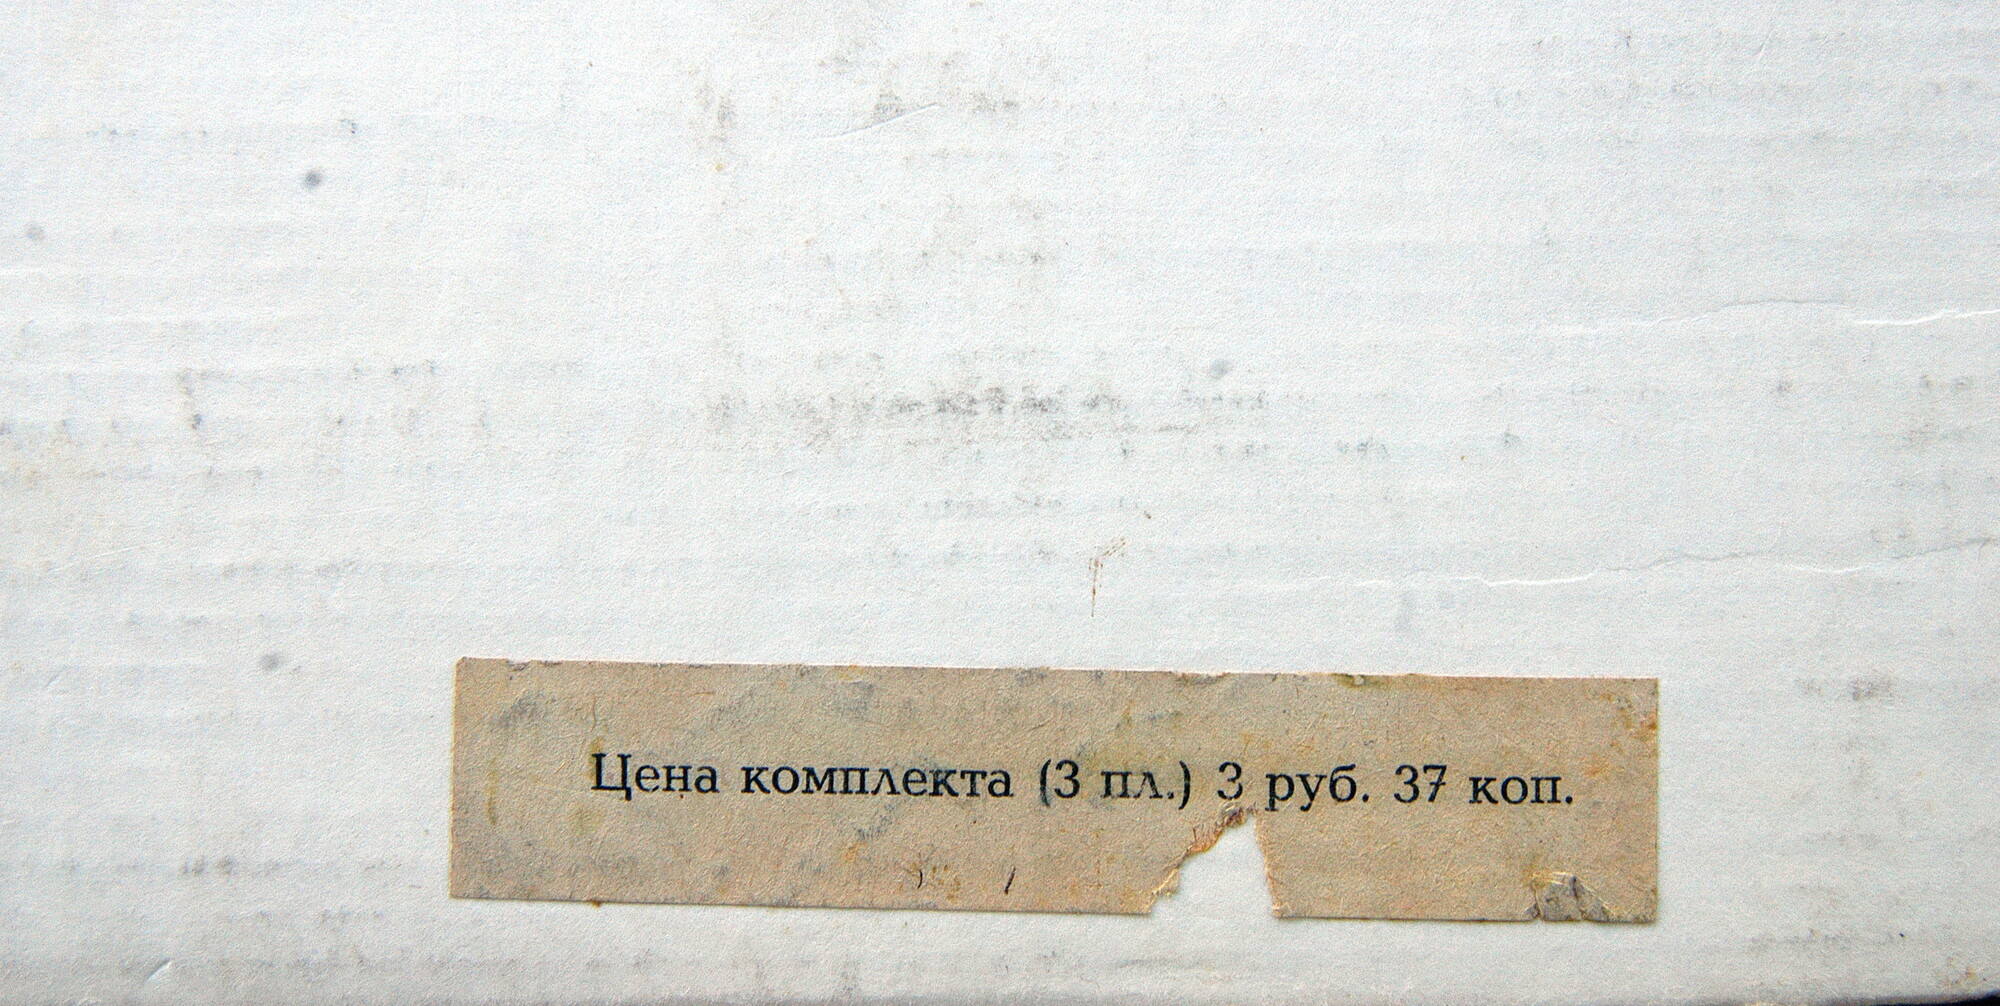 Цена комплекта (3 пл.) 3 руб. 37 коп.